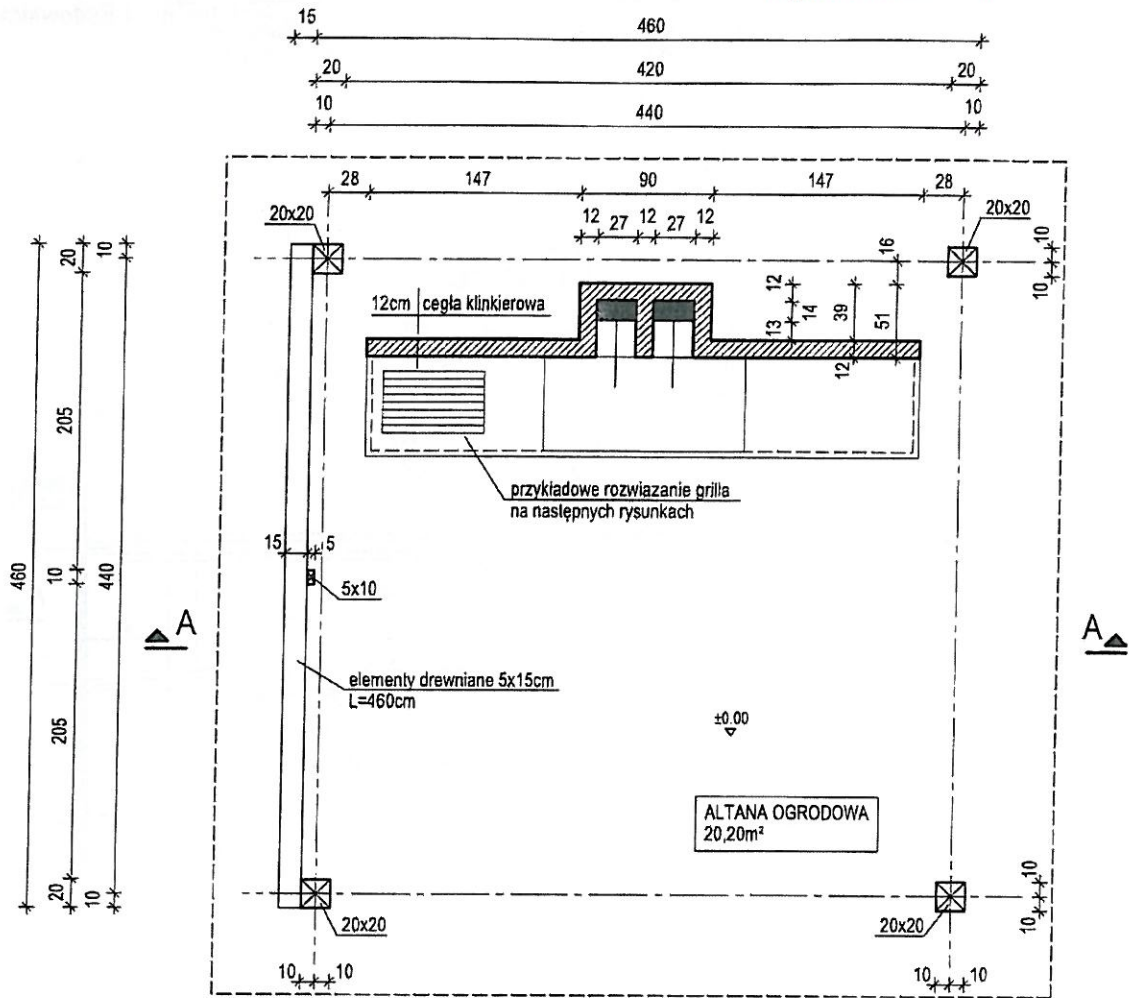 15 460
20 420 20
10 440 10
28 147 90 147 28
20x20 12 27 12 27 12 20x20
460
20
205
10
205
20
10
440
10
16
10
10
12
14
13
39
51
12
12cm cegła klinkierowa
przykładowe rozwiazanie grilla
na następnych rysunkach
15 5
5x10
A A
elementy drewniane 5x15cm
L=460cm
±0.00
ALTANA OGRODOWA
20,20m²
20x20 20x20
10
10
10 10 10 10